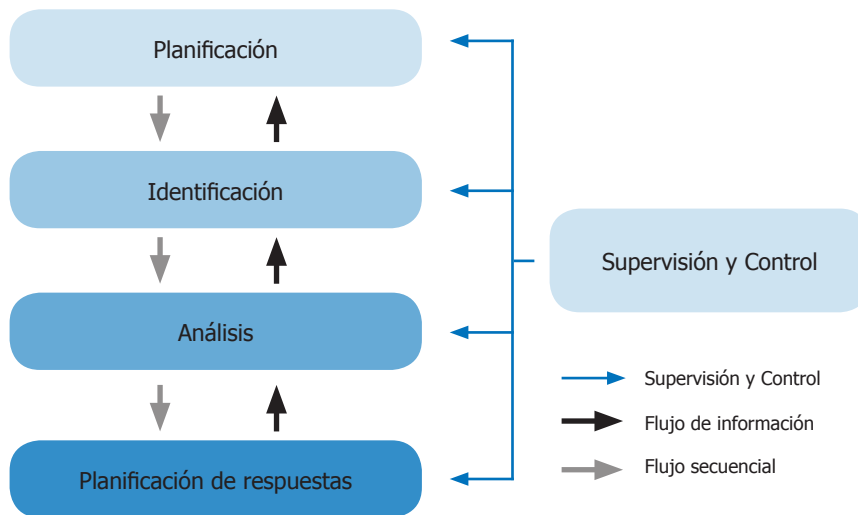 Planificación
Identificación
Análisis
Planificación de respuestas
Supervisión y Control
Supervisión y Control
Flujo de información
Flujo secuencial